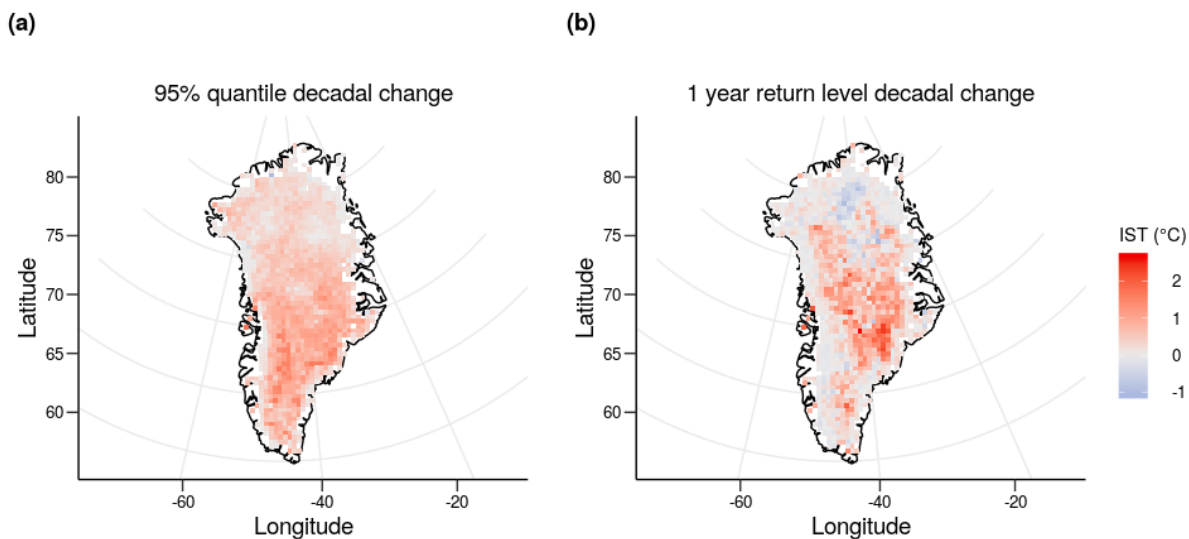 (a)
(b)
95% quantile decadal change
1 year return level decadal change
80
75
70
65
60
Latitude
-60
-40
-20
Longitude
80
75
70
65
60
Latitude
-60
-40
-20
Longitude
IST (°C)
2
1
0
-1